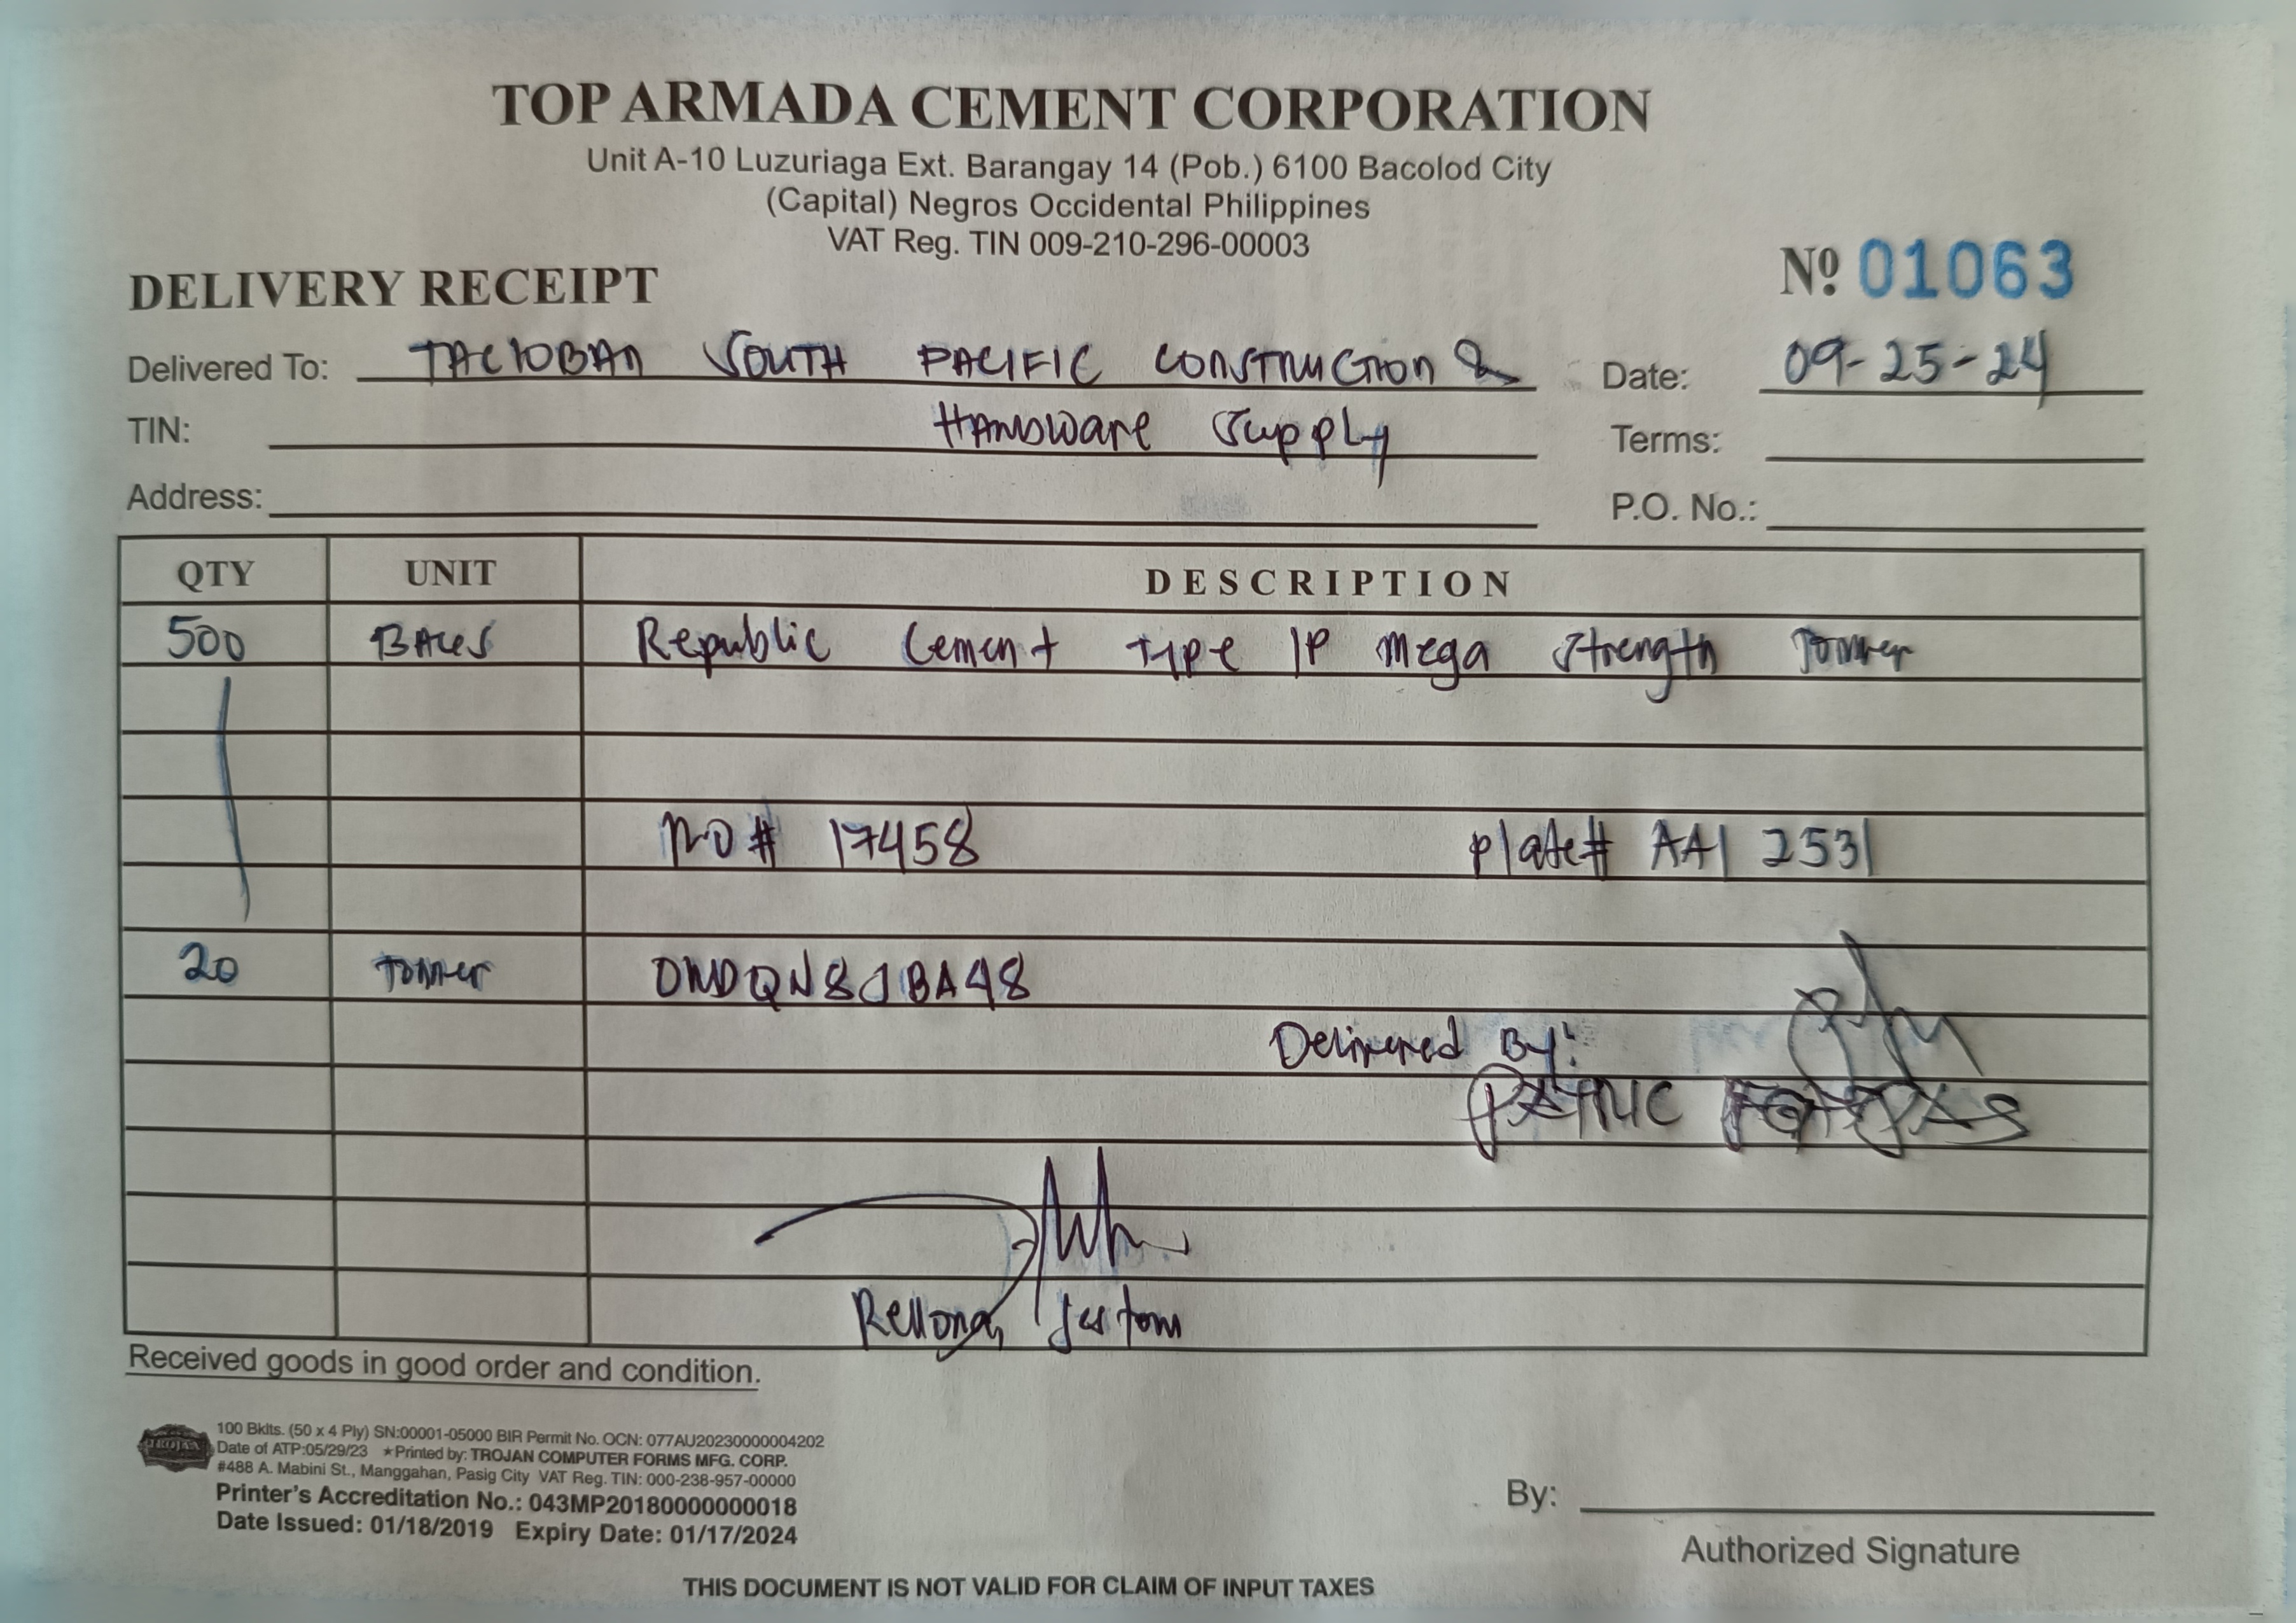 TOP ARMADA CEMENT CORPORATION
Unit A-10 Luzuriaga Ext. Barangay 14 (Pob.) 6100 Bacolod City
(Capital) Negros Occidental Philippines
VAT Reg. TIN 009-210-296-00003
DELIVERY RECEIPT
Nº 01063
Delivered To: TACLOBAN SOUTH PACIFIC CONSTRUCTION &
Date: 09-25-24
TIN: HARDWARE Supply
Terms:
Address:
P.O. No.:
QTY UNIT DESCRIPTION
500 BAGS Republic Cement type 1P Mega Strength Tonner
# 17458 plate# AAI 2531
20 Tonner
Delivered By:
PATRIC
Rellona,
Received goods in good order and condition.
TROJAN
100 Bklts. (50 x 4 Ply) SN:00001-05000 BIR Permit No. OCN: 077AU20230000004202
Date of ATP:05/29/23 ★Printed by: TROJAN COMPUTER FORMS MFG. CORP.
#488 A. Mabini St., Manggahan, Pasig City VAT Reg. TIN: 000-238-957-00000
Printer's Accreditation No.: 043MP20180000000018
Date Issued: 01/18/2019 Expiry Date: 01/17/2024
By:
Authorized Signature
THIS DOCUMENT IS NOT VALID FOR CLAIM OF INPUT TAXES